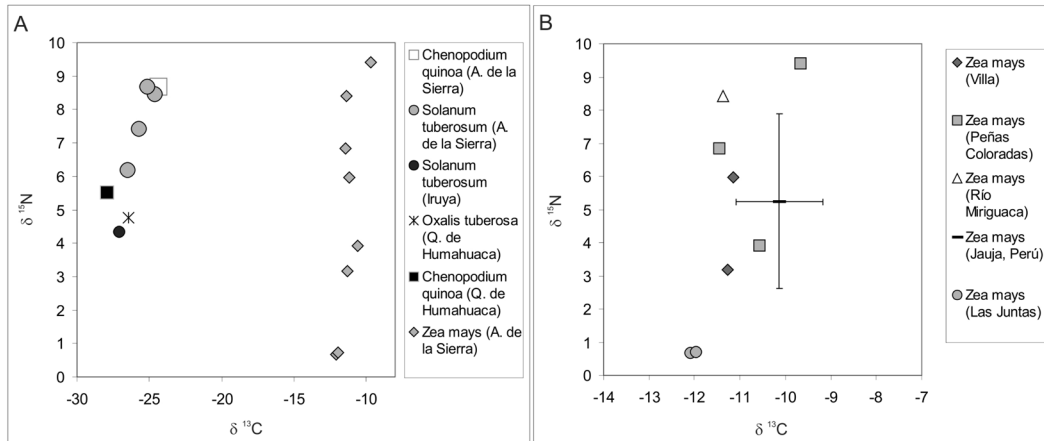 A
10
9
8
7
6
5
4
3
2
1
0
δ ¹⁵N
-30
-25
-20
-15
-10
δ ¹³C
Chenopodium
quinoa (A. de la
Sierra)
Solanum
tuberosum (A.
de la Sierra)
Solanum
tuberosum
(Iruya)
Oxalis tuberosa
(Q. de
Humahuaca)
Chenopodium
quinoa (Q. de
Humahuaca)
Zea mays (A. de
la Sierra)
B
10
9
8
7
6
5
4
3
2
1
0
δ ¹⁵N
-14
-13
-12
-11
-10
-9
-8
-7
δ ¹³C
Zea mays
(Villa)
Zea mays
(Peñas
Coloradas)
Zea mays
(Río
Miriguaca)
Zea mays
(Jauja, Perú)
Zea mays
(Las Juntas)